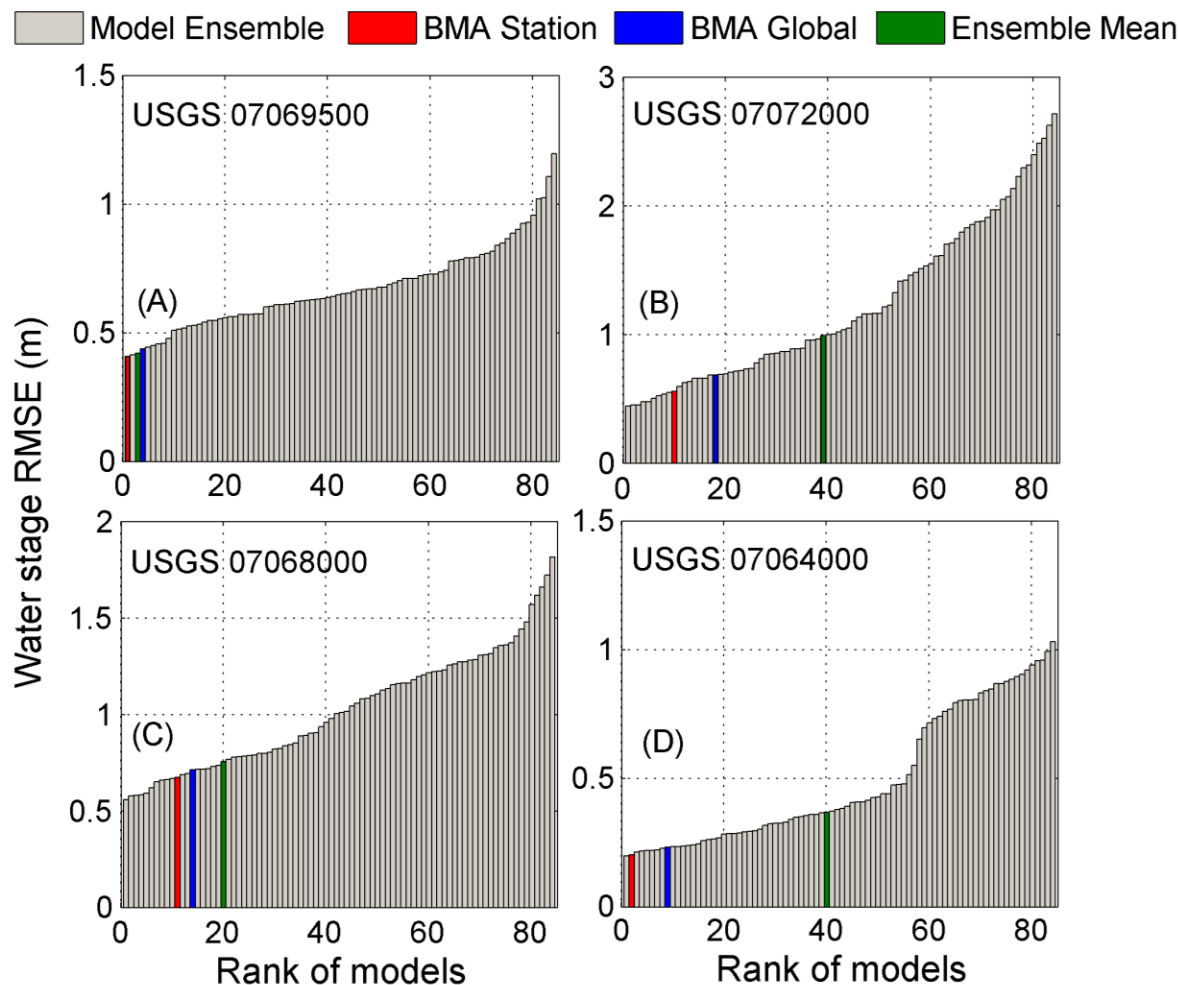 Model Ensemble BMA Station BMA Global Ensemble Mean
Water stage RMSE (m)
1.5
1
0.5
0
USGS 07069500
(A)
0 20 40 60 80
3
2
1
0
USGS 07072000
(B)
0 20 40 60 80
2
1.5
1
0.5
0
USGS 07068000
(C)
0 20 40 60 80
Rank of models
1.5
1
0.5
0
USGS 07064000
(D)
0 20 40 60 80
Rank of models